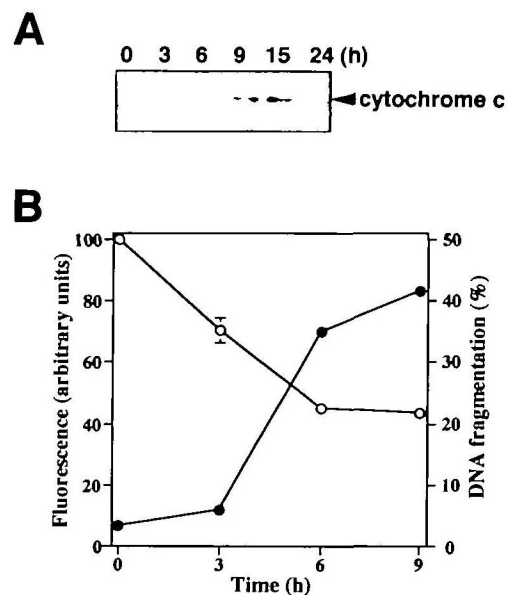 A
0 3 6 9 15 24 (h)
cytochrome c
B
Fluorescence (arbitrary units)
100
80
60
40
20
0
DNA fragmentation (%)
50
40
30
20
10
0
0 3 6 9
Time (h)